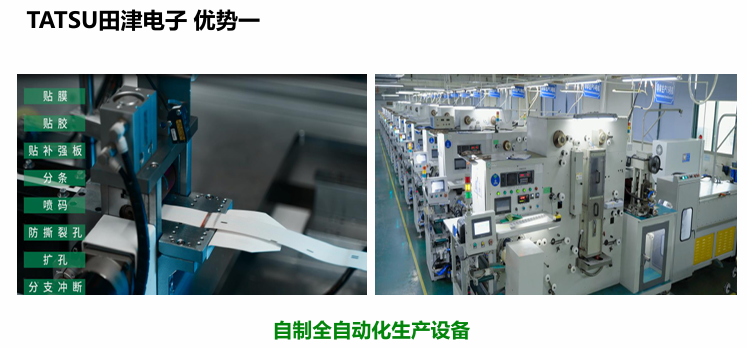 TATSU田津电子 优势一
贴膜
贴胶
贴补强板
分条
喷码
防撕裂孔
扩孔
分支冲断
自制全自动化生产设备